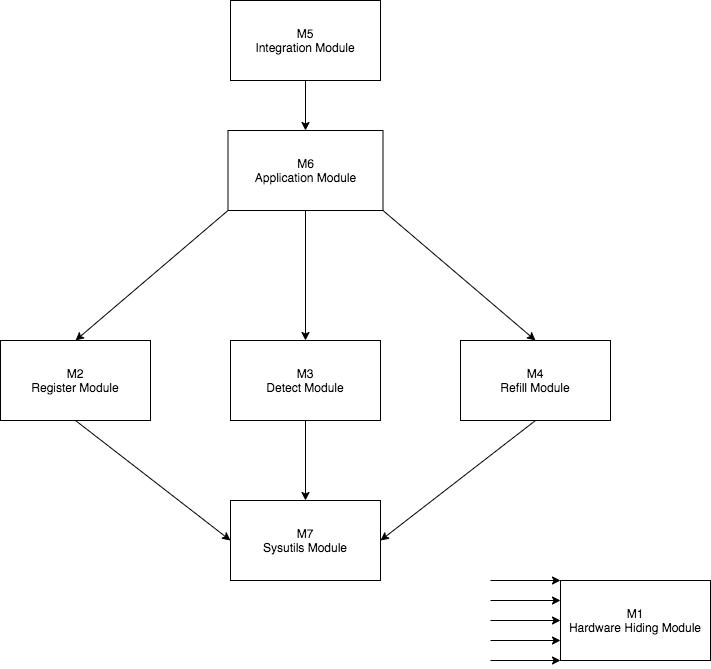 M5
Integration Module
M6
Application Module
M2
Register Module
M3
Detect Module
M4
Refill Module
M7
Sysutils Module
M1
Hardware Hiding Module